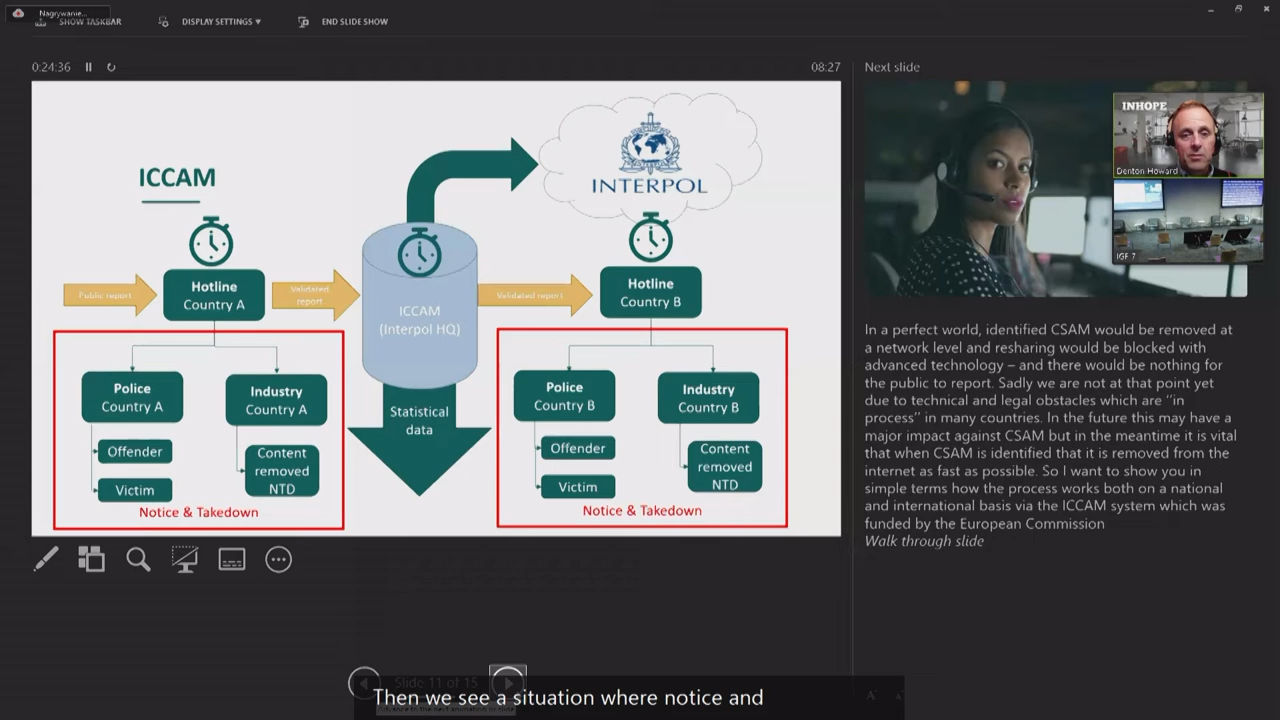 Nagrywanie...
SHOW TASKBAR
DISPLAY SETTINGS
END SLIDE SHOW
0:24:36
08:27
Next slide
ICCAM
INTERPOL
Public report
Hotline
Country A
Validated
report
ICCAM
(Interpol HQ)
Validated report
Hotline
Country B
Police
Country A
Industry
Country A
Offender
Victim
Content
removed
NTD
Notice & Takedown
Statistical
data
Police
Country B
Industry
Country B
Offender
Victim
Content
removed
NTD
Notice & Takedown
INHOPE
Denton Howard
IGF 7
In a perfect world, identified CSAM would be removed at
a network level and resharing would be blocked with
advanced technology – and there would be nothing for
the public to report. Sadly we are not at that point yet
due to technical and legal obstacles which are “in
process” in many countries. In the future this may have a
major impact against CSAM but in the meantime it is vital
that when CSAM is identified that it is removed from the
internet as fast as possible. So I want to show you in
simple terms how the process works both on a national
and international basis via the ICCAM system which was
funded by the European Commission
Walk through slide
Slide 11 of 15
Then we see a situation where notice and